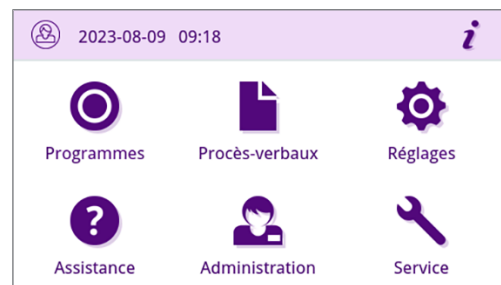 2023-08-09 09:18 i
Programmes Procès-verbaux Réglages
?
Assistance Administration Service